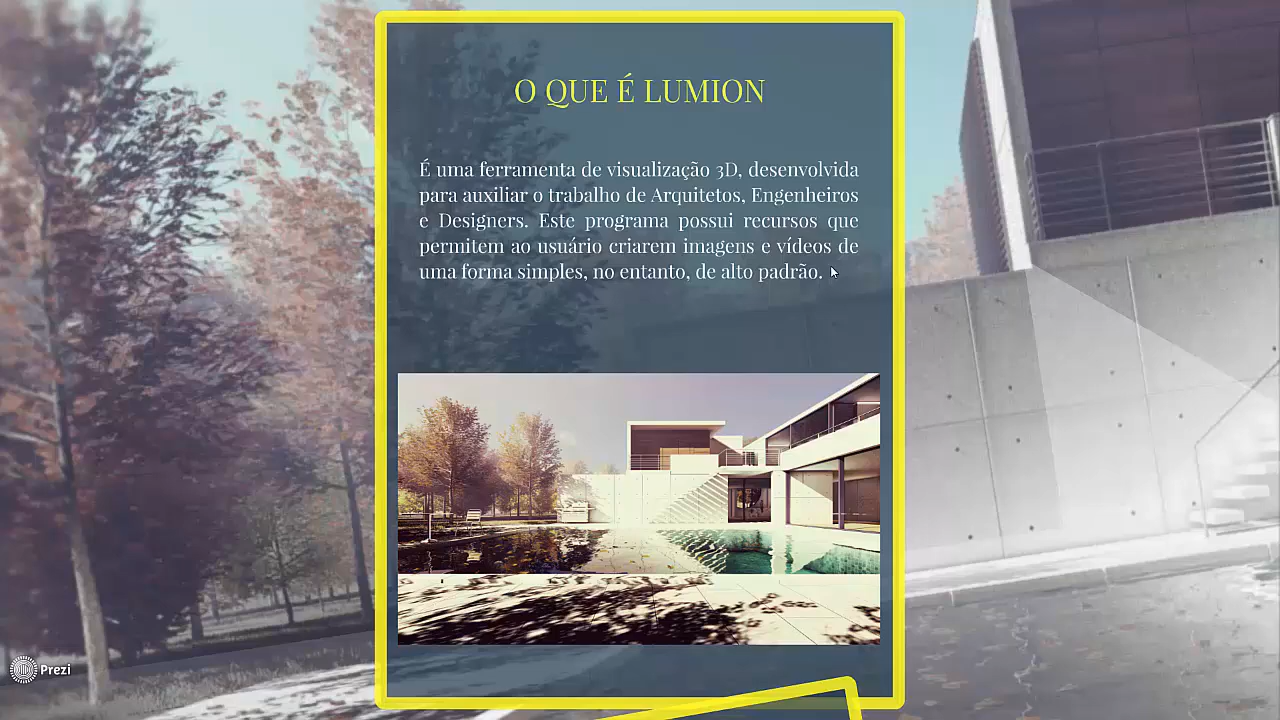 O QUE É LUMION
É uma ferramenta de visualização 3D, desenvolvida
para auxiliar o trabalho de Arquitetos, Engenheiros
e Designers. Este programa possui recursos que
permitem ao usuário criarem imagens e vídeos de
uma forma simples, no entanto, de alto padrão.
Prezi